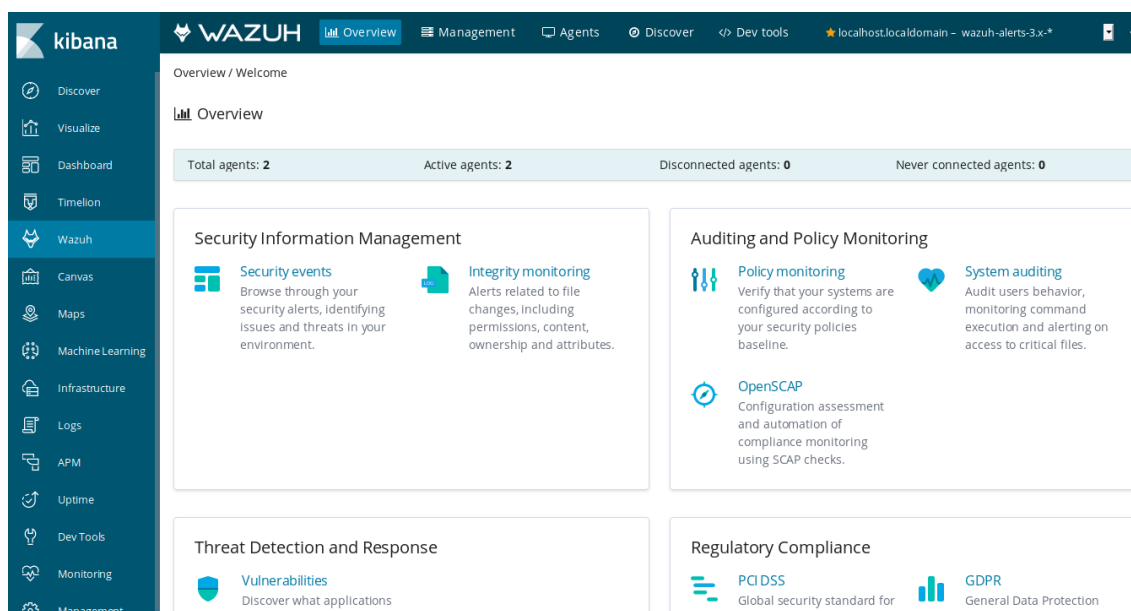 kibana
Discover
Visualize
Dashboard
Timelion
Wazuh
Canvas
Maps
Machine Learning
Infrastructure
Logs
APM
Uptime
Dev Tools
Monitoring
Management
WAZUH Overview Management Agents Discover Dev tools localhost.localdomain – wazuh-alerts-3.x-*
Overview / Welcome
Overview
Total agents: 2 Active agents: 2 Disconnected agents: 0 Never connected agents: 0
Security Information Management
Security events
Browse through your
security alerts, identifying
issues and threats in your
environment.
Integrity monitoring
LOG
Alerts related to file
changes, including
permissions, content,
ownership and attributes.
Auditing and Policy Monitoring
Policy monitoring
Verify that your systems are
configured according to
your security policies
baseline.
System auditing
Audit users behavior,
monitoring command
execution and alerting on
access to critical files.
OpenSCAP
Configuration assessment
and automation of
compliance monitoring
using SCAP checks.
Threat Detection and Response
Vulnerabilities
Discover what applications
Regulatory Compliance
PCI DSS
Global security standard for
GDPR
General Data Protection